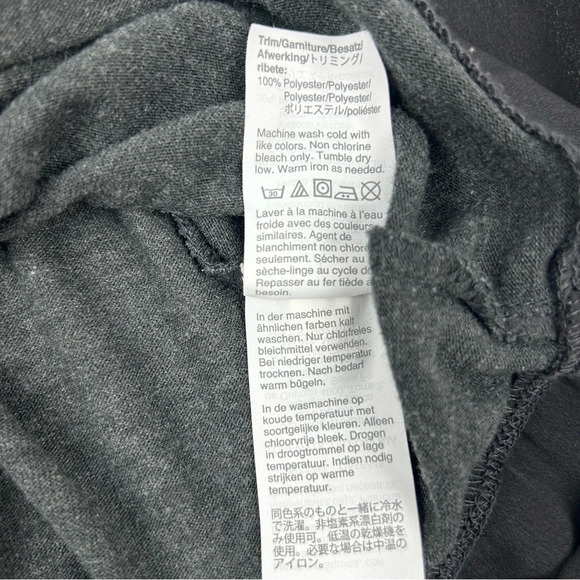 Trim/Garniture/Besatz/
Afwerking/トリミング/
ribete:
100% Polyester/Polyester/
Polyester/Polyester/
ポリエステル/poliéster
Machine wash cold with
like colors. Non chlorine
bleach only. Tumble dry
low. Warm iron as needed.
30
Laver à la machine à l'eau
froide avec des couleurs
similaires. Agent de
blanchiment non chloré
seulement. Sécher au
sèche-linge au cycle
Repasser au fer tiède
besoin.
In der maschine mit
ähnlichen farben kalt
waschen. Nur chlorfreies
bleichmittel verwenden.
Bei niedriger temperatur
trocknen. Nach bedarf
warm bügeln.
In de wasmachine op
koude temperatuur met
soortgelijke kleuren. Alleen
chloorvrije bleek. Drogen
in droogtrommel op lage
temperatuur. Indien nodig
strijken op warme
temperatuur.
同色系のものと一緒に冷水
で洗濯。非塩素系漂白剤の
み使用可。低温の乾燥機を
使用。必要な場合は中温の
アイロン。